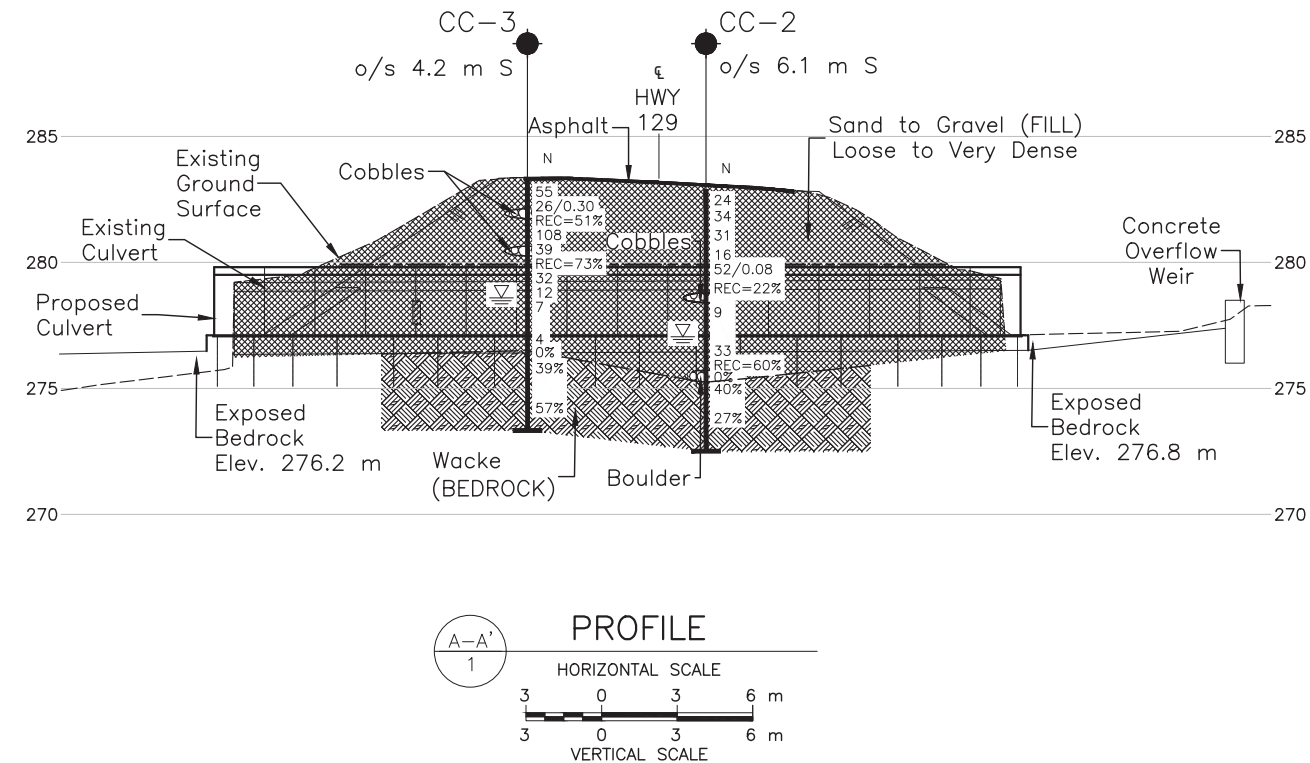 CC-3
CC-2
o/s 4.2 m S
o/s 6.1 m S
℄
HWY
129
Asphalt
Sand to Gravel (FILL)
Loose to Very Dense
285
285
Existing
Ground
Surface
Cobbles
N
N
55
26/0.30
REC=51%
108
39
REC=73%
32
12
7
4
0%
39%
57%
Cobbles
24
34
31
16
52/0.08
REC=22%
9
33
REC=60%
0%
40%
27%
Existing
Culvert
280
280
Concrete
Overflow
Weir
Proposed
Culvert
275
275
Exposed
Bedrock
Elev. 276.2 m
Wacke
(BEDROCK)
Boulder
Exposed
Bedrock
Elev. 276.8 m
270
270
A-A'
1
PROFILE
HORIZONTAL SCALE
3 0 3 6 m
3 0 3 6 m
VERTICAL SCALE